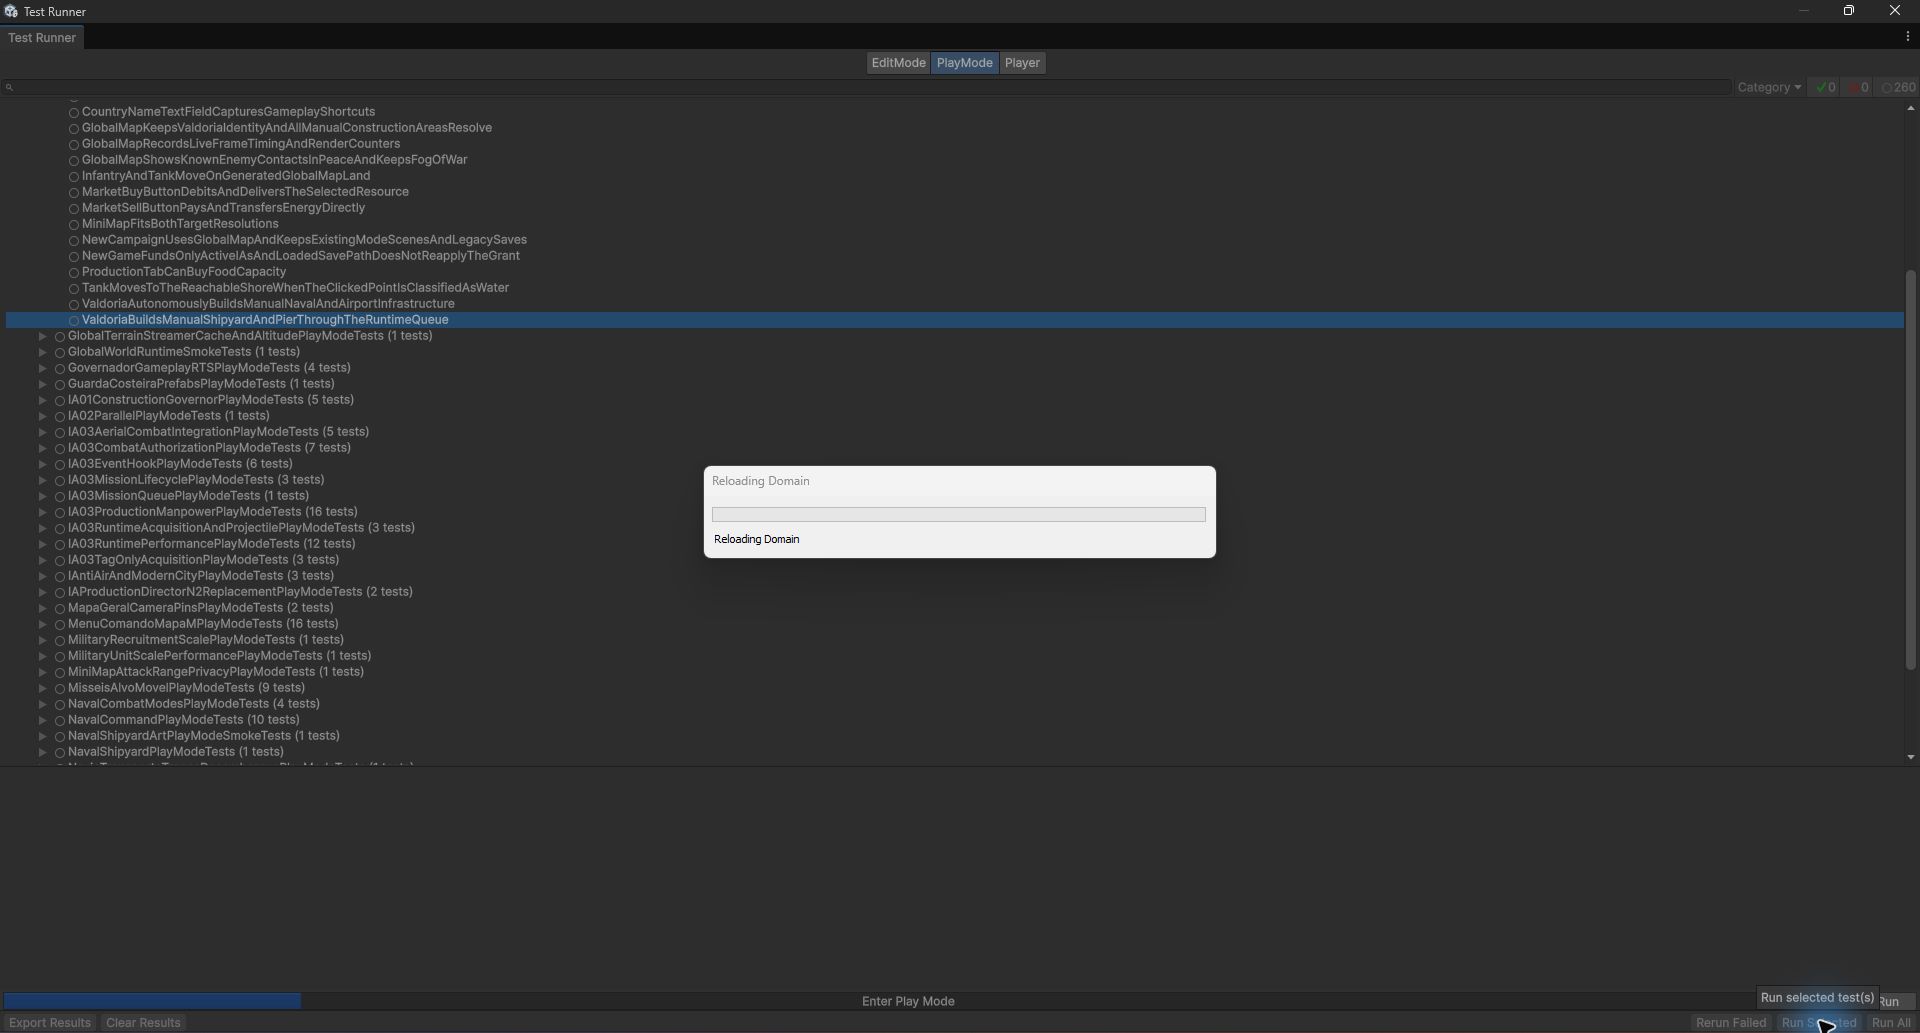 Test Runner
Test Runner
EditMode PlayMode Player
Category 0 0 260
CountryNameTextFieldCapturesGameplayShortcuts
GlobalMapKeepsValdoriaIdentityAndAllManualConstructionAreasResolve
GlobalMapRecordsLiveFrameTimingAndRenderCounters
GlobalMapShowsKnownEnemyContactsInPeaceAndKeepsFogOfWar
InfantryAndTankMoveOnGeneratedGlobalMapLand
MarketBuyButtonDebitsAndDeliversTheSelectedResource
MarketSellButtonPaysAndTransfersEnergyDirectly
MiniMapFitsBothTargetResolutions
NewCampaignUsesGlobalMapAndKeepsExistingModeScenesAndLegacySaves
NewGameFundsOnlyActiveIAsAndLoadedSavePathDoesNotReapplyTheGrant
ProductionTabCanBuyFoodCapacity
TankMovesToTheReachableShoreWhenTheClickedPointIsClassifiedAsWater
ValdoriaAutonomouslyBuildsManualNavalAndAirportInfrastructure
ValdoriaBuildsManualShipyardAndPierThroughTheRuntimeQueue
GlobalTerrainStreamerCacheAndAltitudePlayModeTests (1 tests)
GlobalWorldRuntimeSmokeTests (1 tests)
GovernadorGameplayRTSPlayModeTests (4 tests)
GuardaCosteiraPrefabsPlayModeTests (1 tests)
IA01ConstructionGovernorPlayModeTests (5 tests)
IA02ParallelPlayModeTests (1 tests)
IA03AerialCombatIntegrationPlayModeTests (5 tests)
IA03CombatAuthorizationPlayModeTests (7 tests)
IA03EventHookPlayModeTests (6 tests)
IA03MissionLifecyclePlayModeTests (3 tests)
IA03MissionQueuePlayModeTests (1 tests)
IA03ProductionManpowerPlayModeTests (16 tests)
IA03RuntimeAcquisitionAndProjectilePlayModeTests (3 tests)
IA03RuntimePerformancePlayModeTests (12 tests)
IA03TagOnlyAcquisitionPlayModeTests (3 tests)
IAntiAirAndModernCityPlayModeTests (3 tests)
IAProductionDirectorN2ReplacementPlayModeTests (2 tests)
MapaGeralCameraPinsPlayModeTests (2 tests)
MenuComandoMapaMPlayModeTests (16 tests)
MilitaryRecruitmentScalePlayModeTests (1 tests)
MilitaryUnitScalePerformancePlayModeTests (1 tests)
MiniMapAttackRangePrivacyPlayModeTests (1 tests)
MisseisAlvoMovelPlayModeTests (9 tests)
NavalCombatModesPlayModeTests (4 tests)
NavalCommandPlayModeTests (10 tests)
NavalShipyardArtPlayModeSmokeTests (1 tests)
NavalShipyardPlayModeTests (1 tests)
Reloading Domain
Reloading Domain
Enter Play Mode
Run selected test(s)
Run
Export Results Clear Results Rerun Failed Run Selected Run All